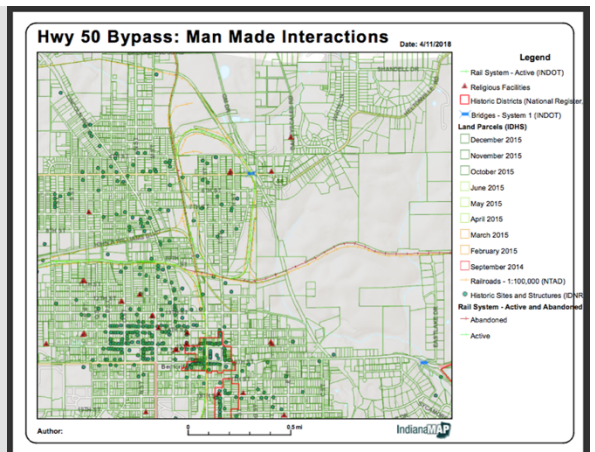 Hwy 50 Bypass: Man Made Interactions
Date: 4/11/2018
Legend
Rail System - Active (INDOT)
Religious Facilities
Historic Districts (National Register,
Bridges - System 1 (INDOT)
Land Parcels (IDHS)
December 2015
November 2015
October 2015
June 2015
May 2015
April 2015
March 2015
February 2015
September 2014
Railroads - 1:100,000 (NTAD)
Historic Sites and Structures (IDNR
Rail System - Active and Abandoned
Abandoned
Active
SHANDELL DR
Author:
0
0.5 mi
IndianaMAP